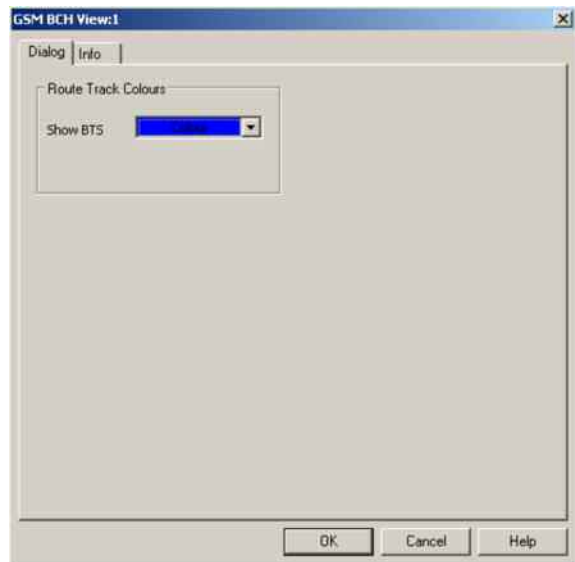 GSM BCH View:1
Dialog
Info
Route Track Colours
Show BTS
OK
Cancel
Help